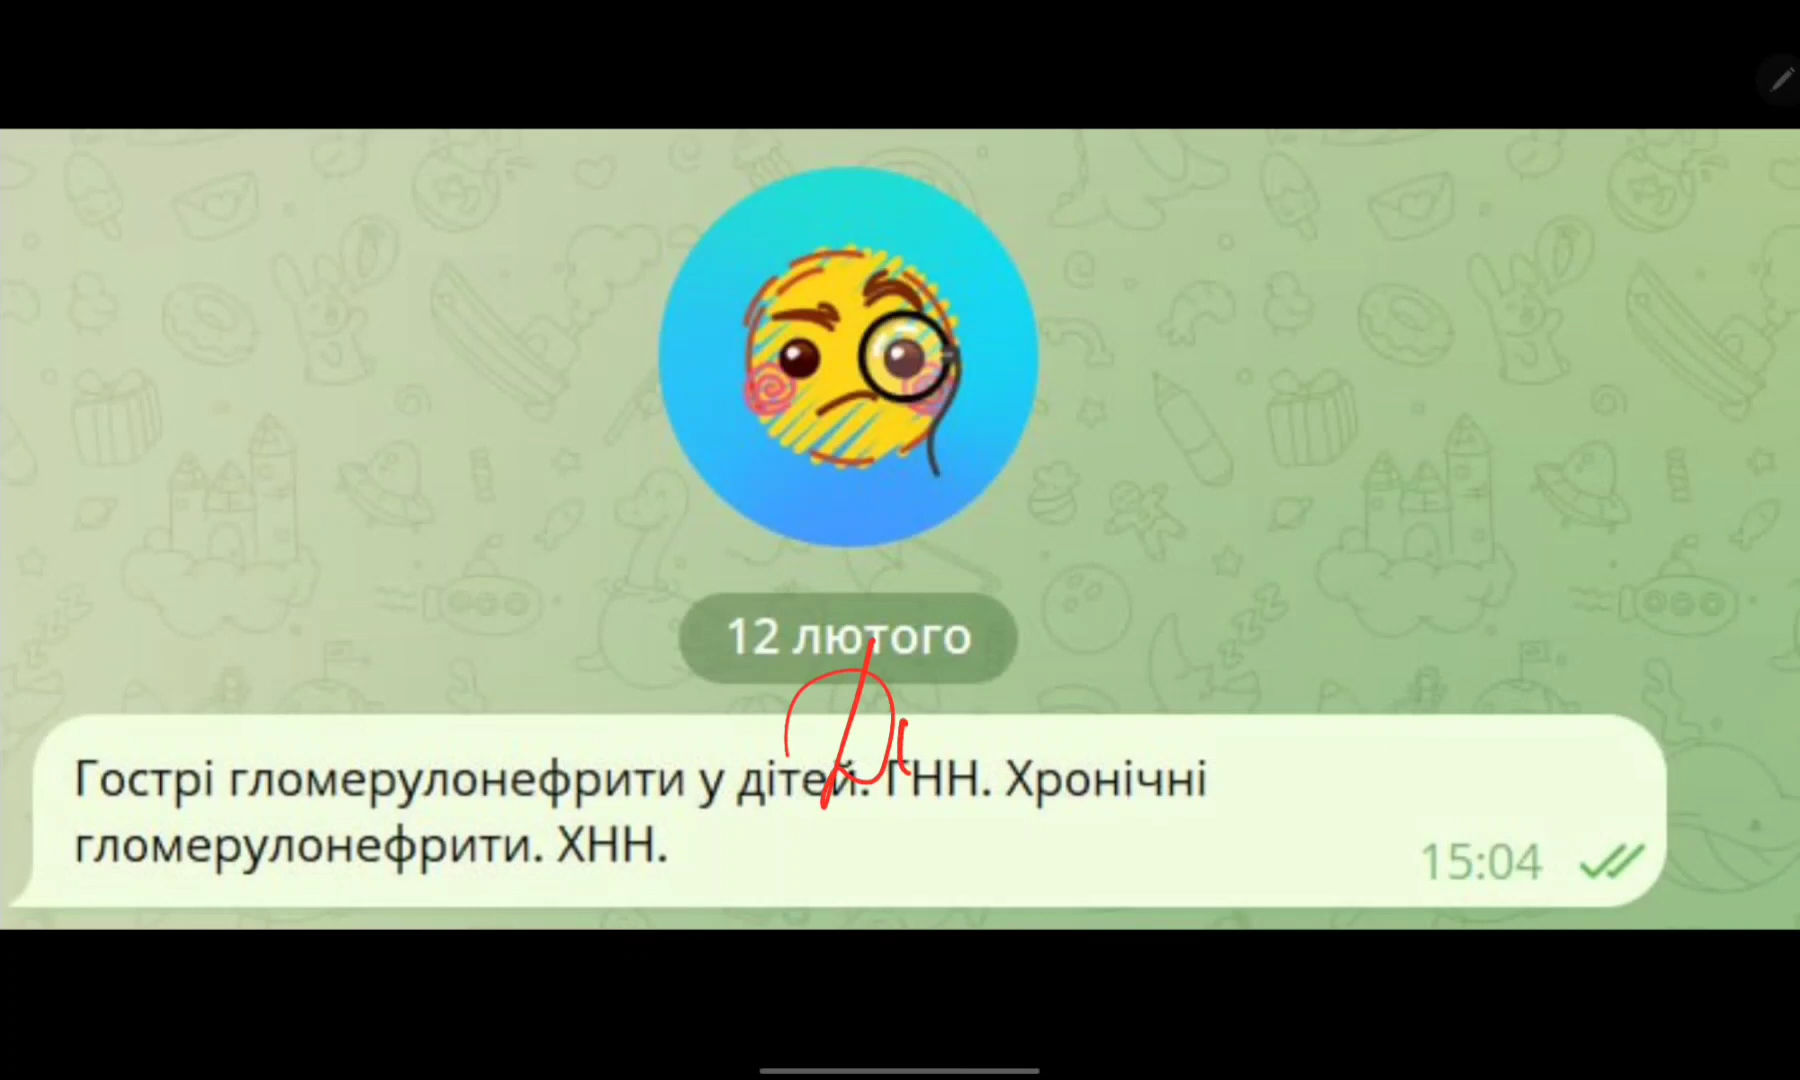 12 лютого
Гострі гломерулонефрити у дітей. ГНН. Хронічні
гломерулонефрити. ХНН.
15:04